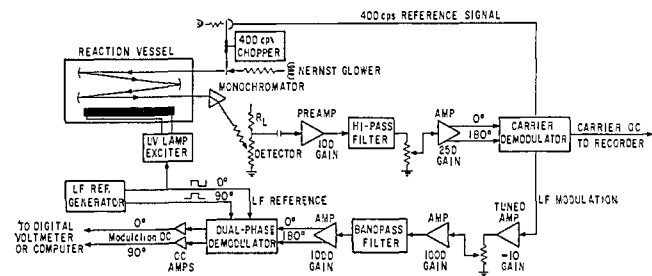 400 cps REFERENCE SIGNAL
REACTION VESSEL
400 cps
CHOPPER
NERNST GLOWER
MONOCHROMATOR
R_L
PREAMP
100
GAIN
HI-PASS
FILTER
AMP
0°
180°
250
GAIN
CARRIER
DEMODULATOR
CARRIER DC
TO RECORDER
DETECTOR
UV LAMP
EXCITER
LF REF.
GENERATOR
0°
90°
LF REFERENCE
LF MODULATION
TO DIGITAL
VOLTMETER
OR COMPUTER
0°
Modulation DC
90°
DC
AMPS
DUAL-PHASE
DEMODULATOR
0°
180°
AMP
1000
GAIN
BANDPASS
FILTER
AMP
1000
GAIN
TUNED
AMP
-10
GAIN